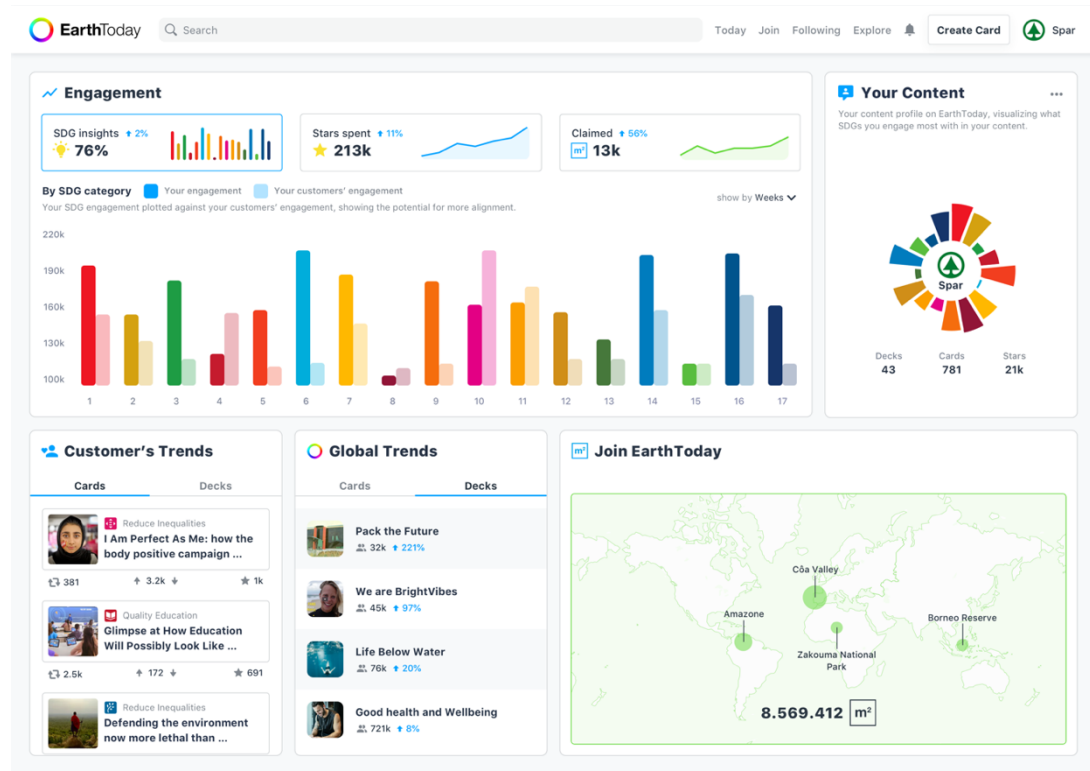 EarthToday
Search
Today Join Following Explore
Create Card
Spar
Engagement
SDG insights 2%
76%
Stars spent 11%
213k
Claimed 56%
m² 13k
By SDG category Your engagement Your customers' engagement
Your SDG engagement plotted against your customers' engagement, showing the potential for more alignment.
show by Weeks
220k
190k
160k
130k
100k
1 2 3 4 5 6 7 8 9 10 11 12 13 14 15 16 17
Your Content
Your content profile on EarthToday, visualizing what
SDGs you engage most with in your content.
Spar
Decks Cards Stars
43 781 21k
Customer's Trends
Cards Decks
Reduce Inequalities
I Am Perfect As Me: how the
body positive campaign ...
381 3.2k 1k
Quality Education
Glimpse at How Education
Will Possibly Look Like ...
2.5k 172 691
Reduce Inequalities
Defending the environment
now more lethal than ...
Global Trends
Cards Decks
Pack the Future
32k 221%
We are BrightVibes
45k 97%
Life Below Water
76k 20%
Good health and Wellbeing
721k 8%
m² Join EarthToday
Côa Valley
Amazone
Borneo Reserve
Zakouma National
Park
8.569.412 m²